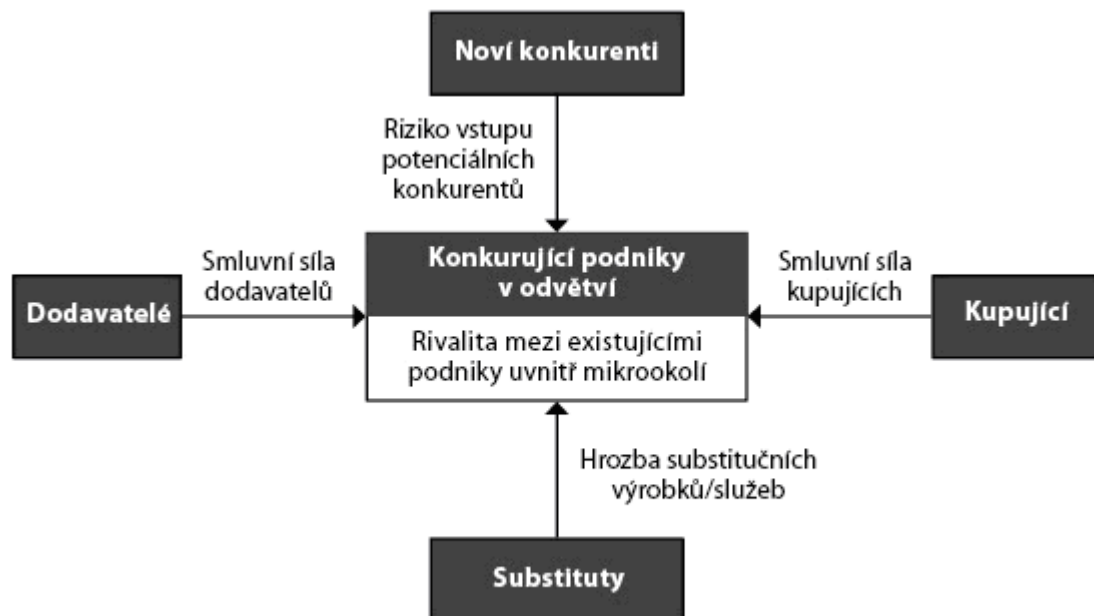 Noví konkurenti
Riziko vstupu
potenciálních
konkurentů
Konkurující podniky
v odvětví
Smluvní síla
dodavatelů
Smluvní síla
kupujících
Dodavatelé
Kupující
Rivalita mezi existujícími
podniky uvnitř mikrookolí
Hrozba substitučních
výrobků/služeb
Substituty